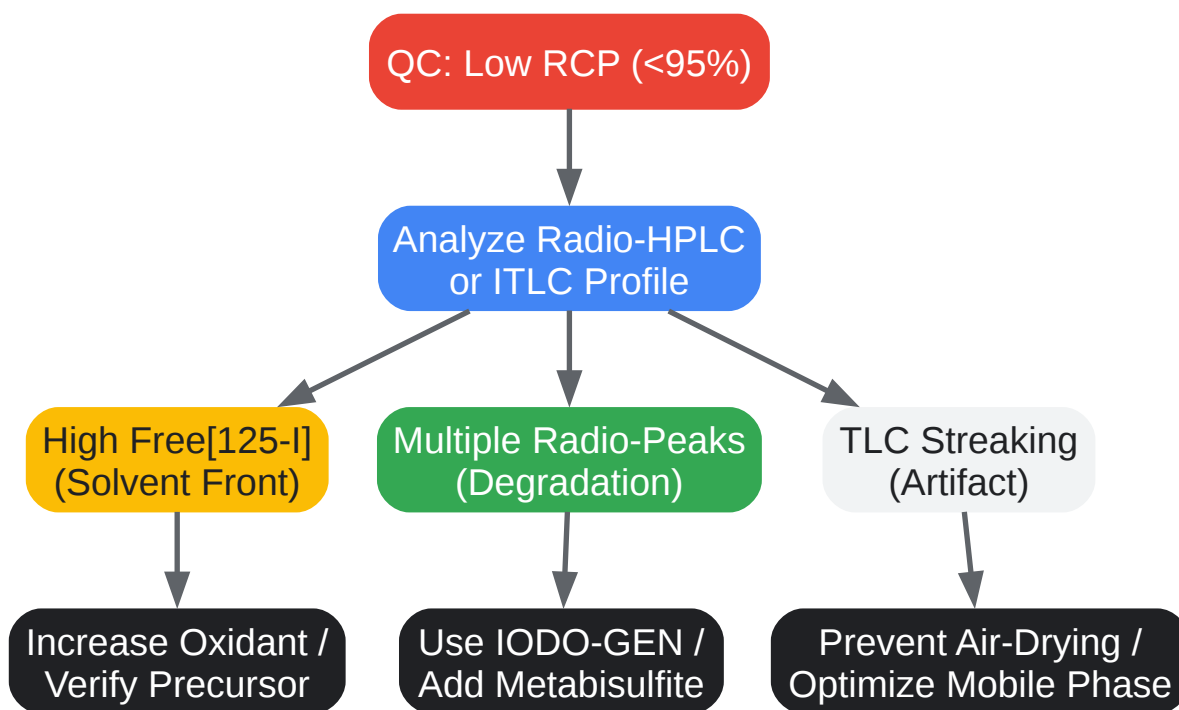 QC: Low RCP (<95%)
Analyze Radio-HPLC
or ITLC Profile
High Free[125-I]
(Solvent Front)
Multiple Radio-Peaks
(Degradation)
TLC Streaking
(Artifact)
Increase Oxidant /
Verify Precursor
Use IODO-GEN /
Add Metabisulfite
Prevent Air-Drying /
Optimize Mobile Phase